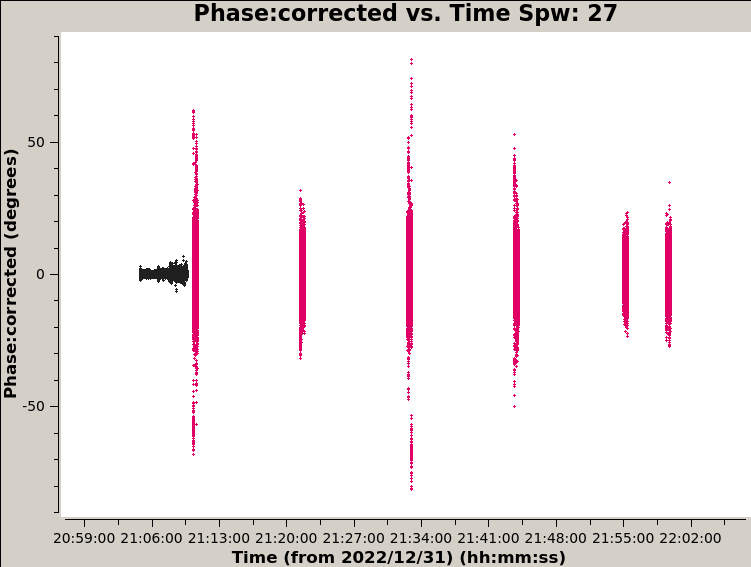 Phase:corrected vs. Time Spw: 27
Phase:corrected (degrees)
50
0
-50
20:59:00 21:06:00 21:13:00 21:20:00 21:27:00 21:34:00 21:41:00 21:48:00 21:55:00 22:02:00
Time (from 2022/12/31) (hh:mm:ss)